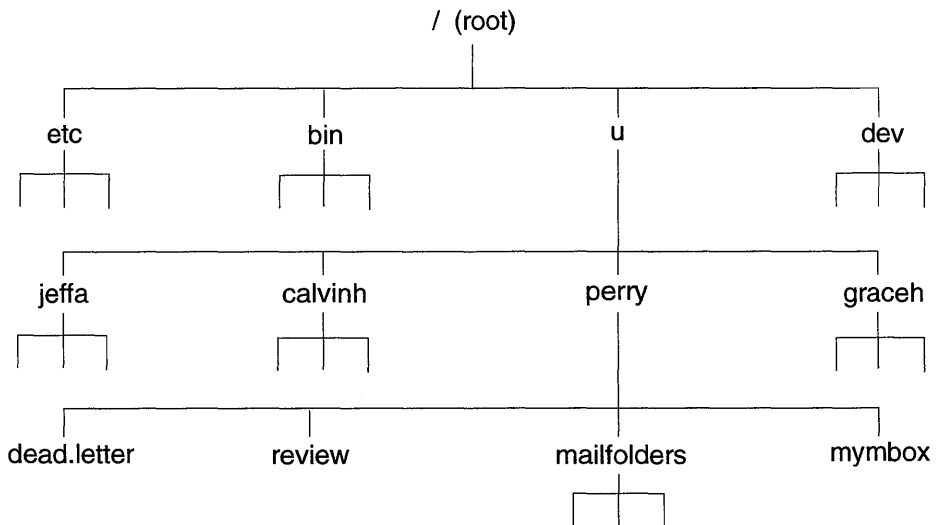 / (root)
etc bin u dev
jeffa calvinh perry graceh
dead.letter review mailfolders mymbox